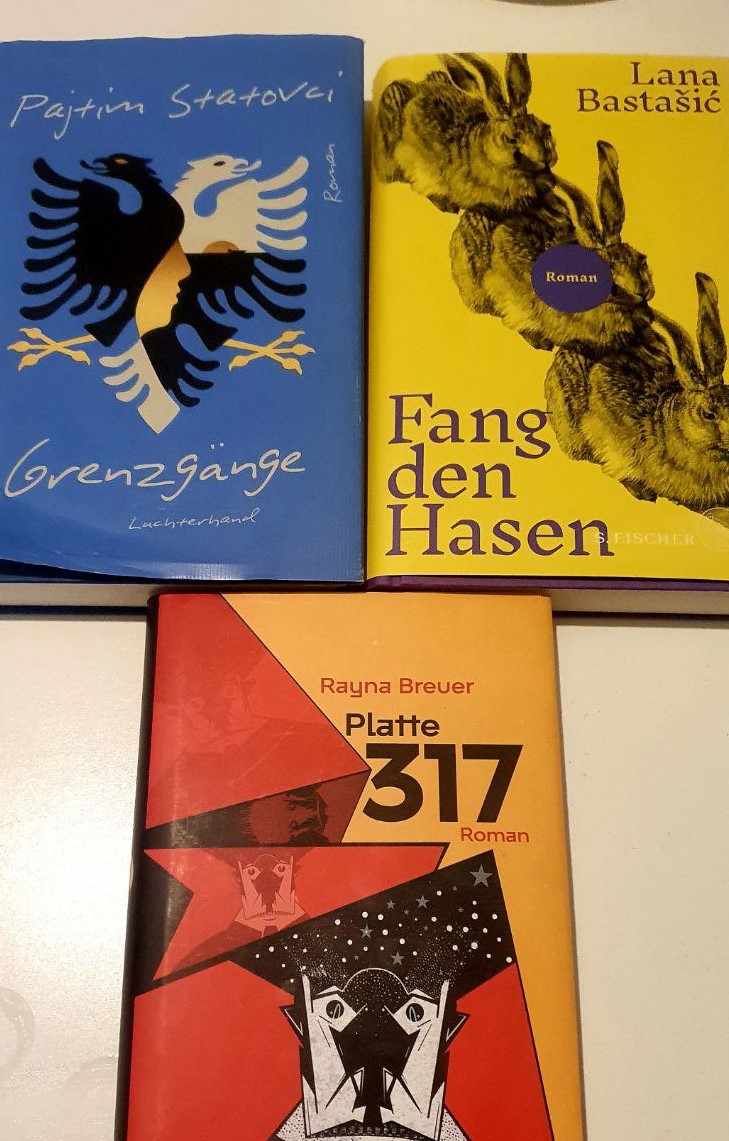 Pajtim Statovci
Roman
Grenzgänge
Luchterhand
Lana
Bastašić
Roman
Fang
den
Hasen
S. FISCHER
Rayna Breuer
Platte
317
Roman